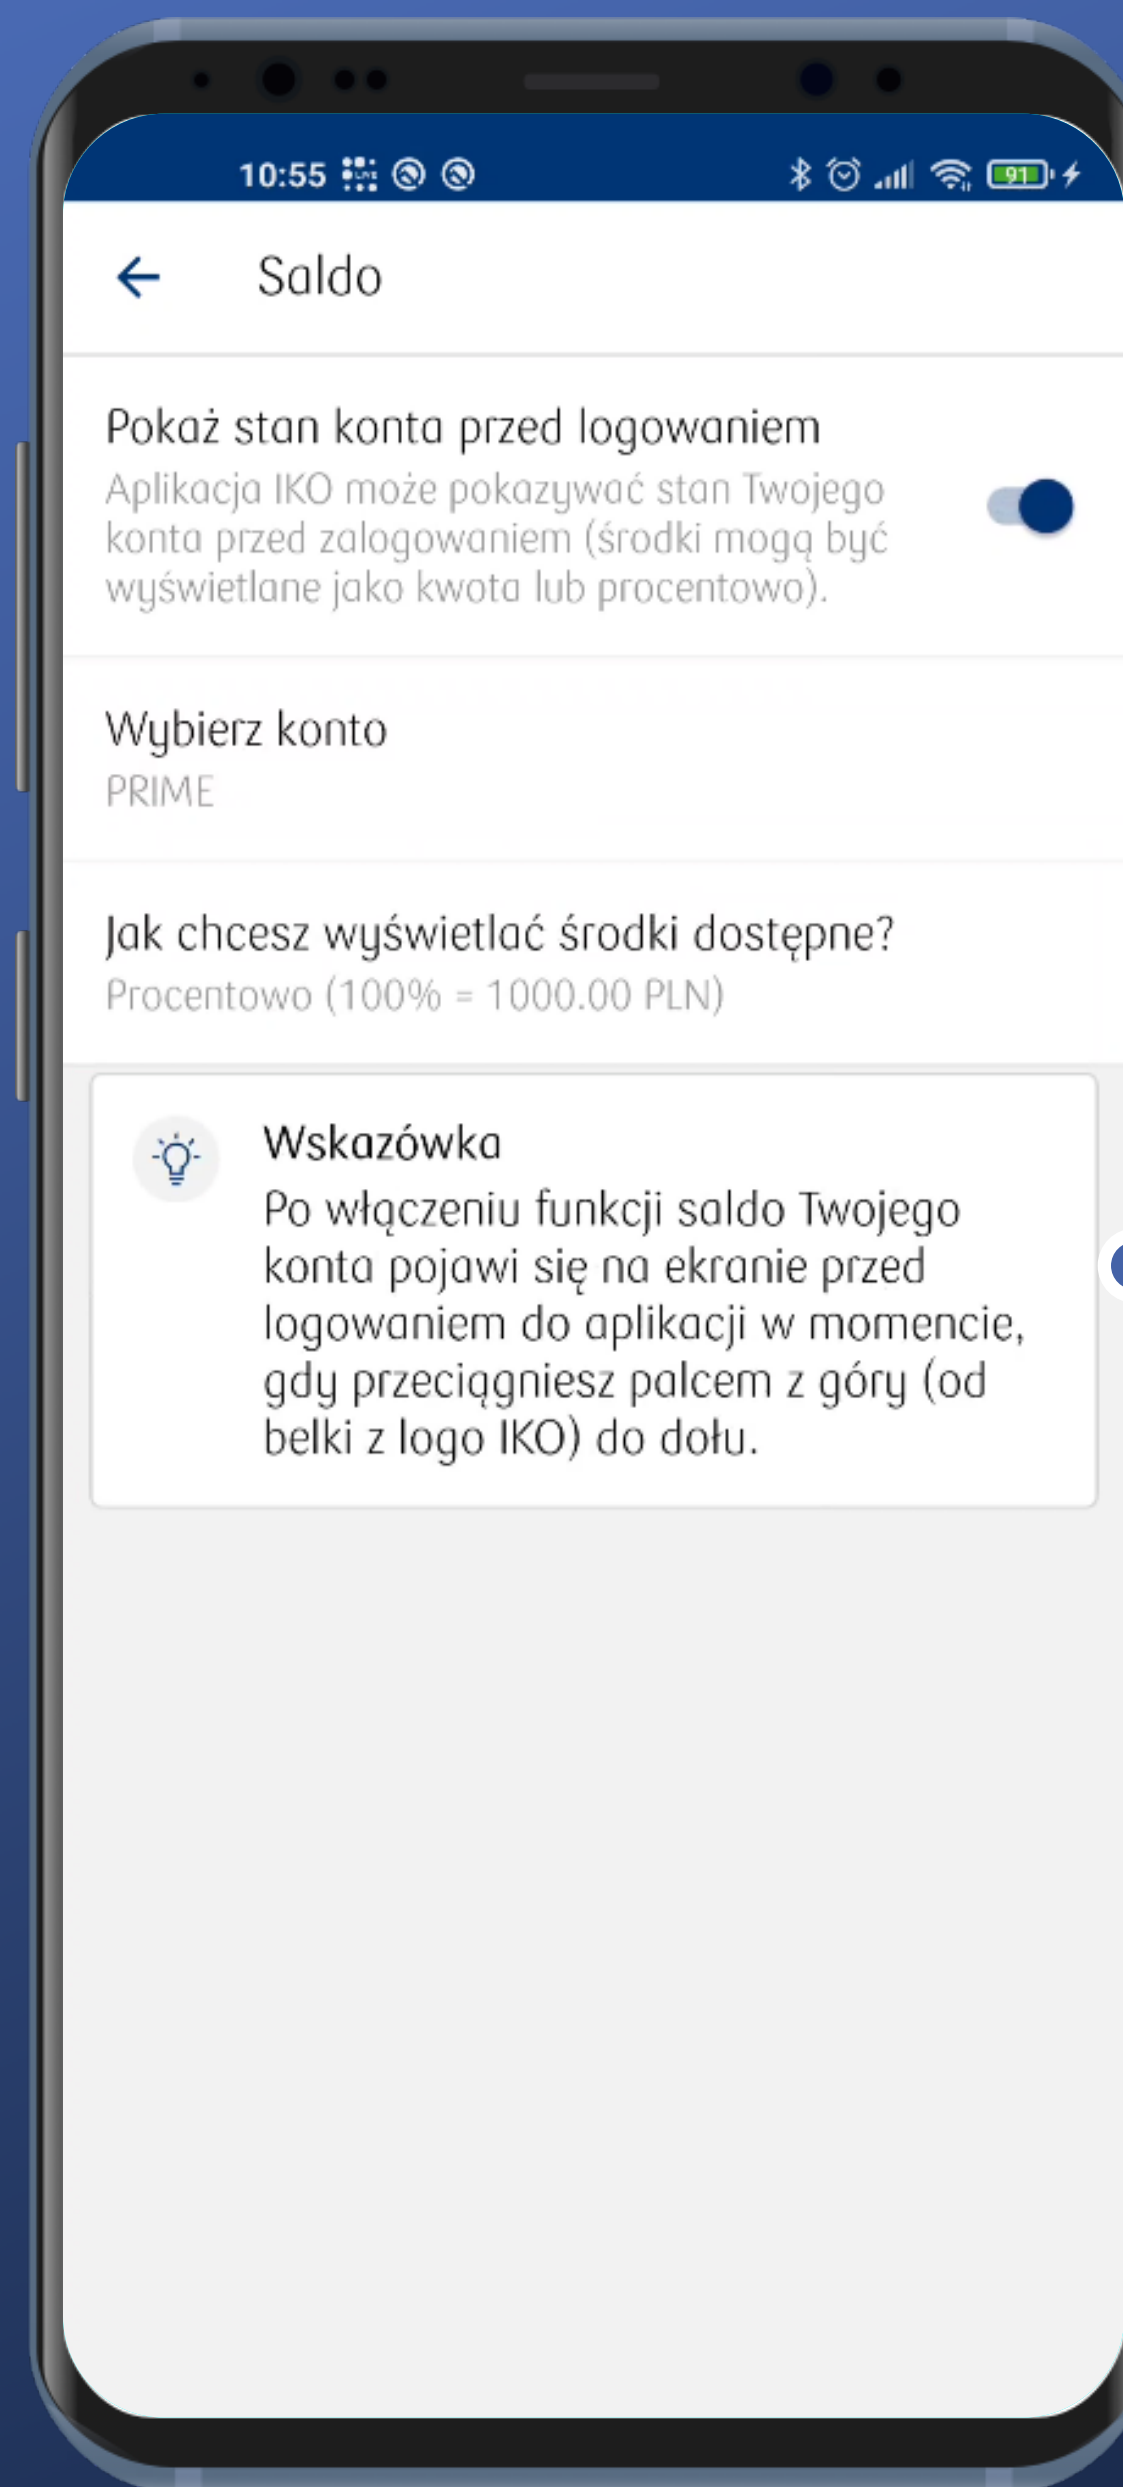 10:55
91
Saldo
Pokaż stan konta przed logowaniem
Aplikacja IKO może pokazywać stan Twojego
konta przed zalogowaniem (środki mogą być
wyświetlane jako kwota lub procentowo).
Wybierz konto
PRIME
Jak chcesz wyświetlać środki dostępne?
Procentowo (100% = 1000.00 PLN)
Wskazówka
Po włączeniu funkcji saldo Twojego
konta pojawi się na ekranie przed
logowaniem do aplikacji w momencie,
gdy przeciągniesz palcem z góry (od
belki z logo IKO) do dołu.